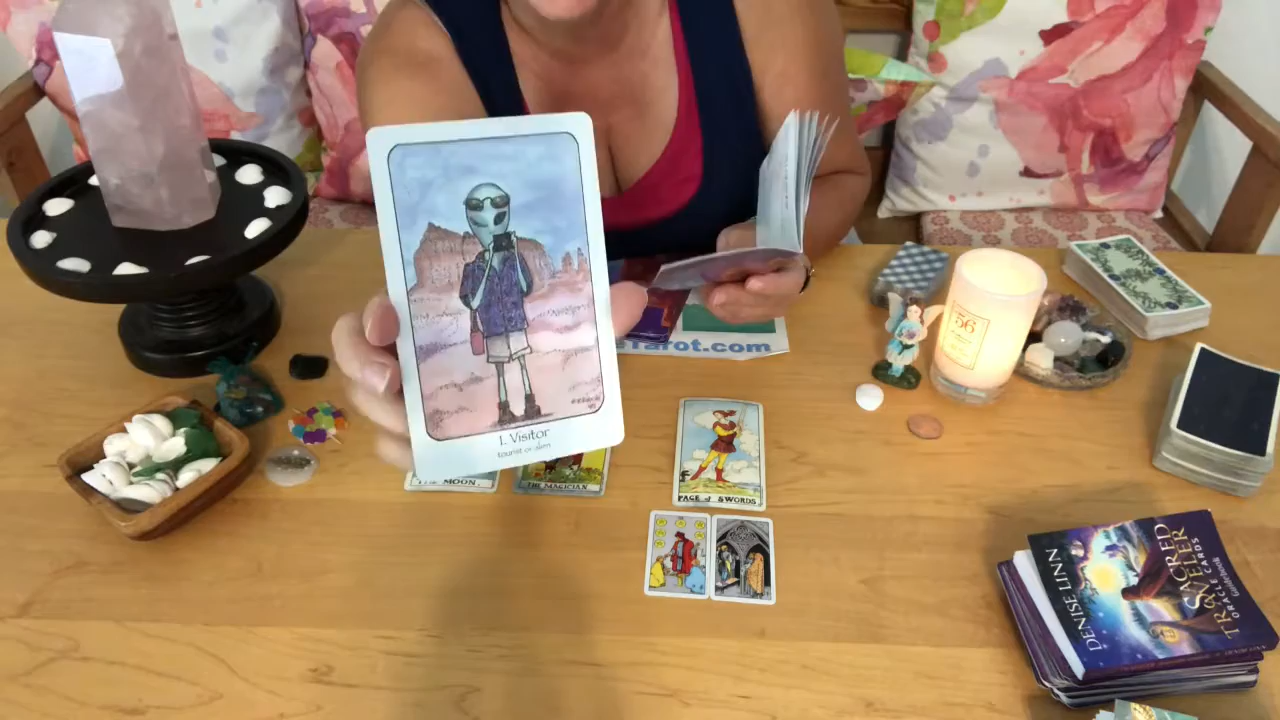 1. Visitor
tourist or alien
Tarot.com
56
MOON.
THE MAGICIAN
PAGE of SWORDS
DENISE LINN
SACRED
TRAVELER
ORACLE CARDS
Guidebook